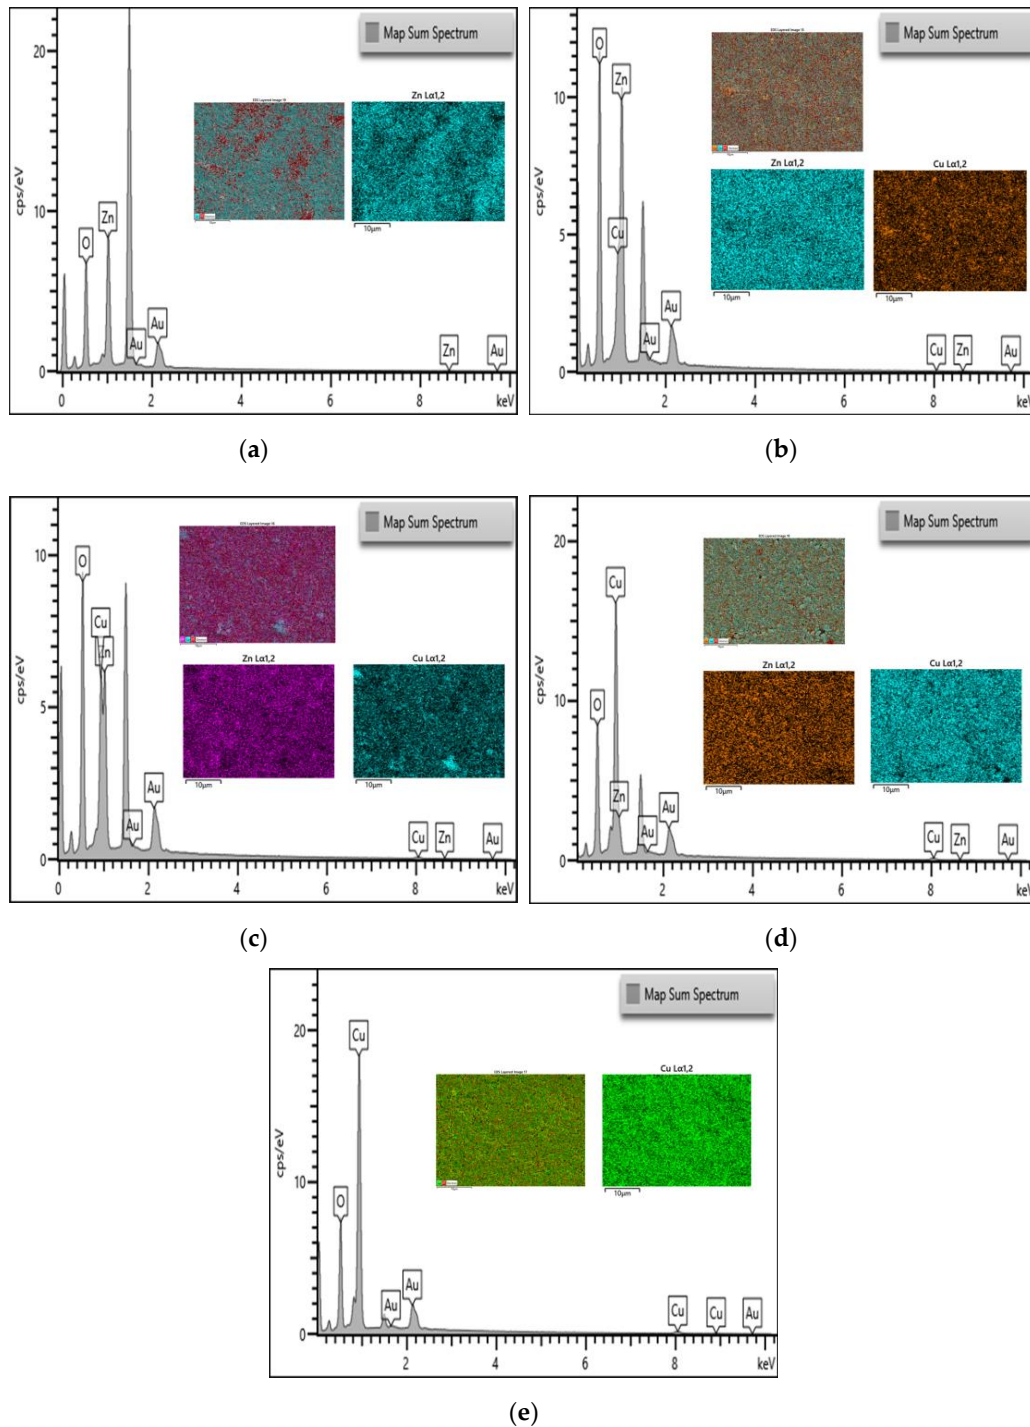 Map Sum Spectrum
cps/eV
20
10
0
O
Zn
Au
Au
Zn
Au
Zn Lα1,2
10μm
0
2
4
6
8
keV
(a)
Map Sum Spectrum
cps/eV
10
5
0
O
Zn
Cu
Au
Au
Cu
Zn
Au
Zn Lα1,2
Cu Lα1,2
10μm
10μm
2
4
6
8
keV
(b)
Map Sum Spectrum
cps/eV
10
5
0
O
Cu
Zn
Au
Au
Cu
Zn
Au
Zn Lα1,2
Cu Lα1,2
10μm
10μm
0
2
4
6
8
keV
(c)
Map Sum Spectrum
cps/eV
20
10
0
Cu
O
Zn
Au
Au
Cu
Zn
Au
Zn Lα1,2
Cu Lα1,2
10μm
10μm
2
4
6
8
keV
(d)
Map Sum Spectrum
cps/eV
20
10
0
Cu
O
Au
Au
Cu
Cu
Au
Cu Lα1,2
10μm
2
4
6
8
keV
(e)